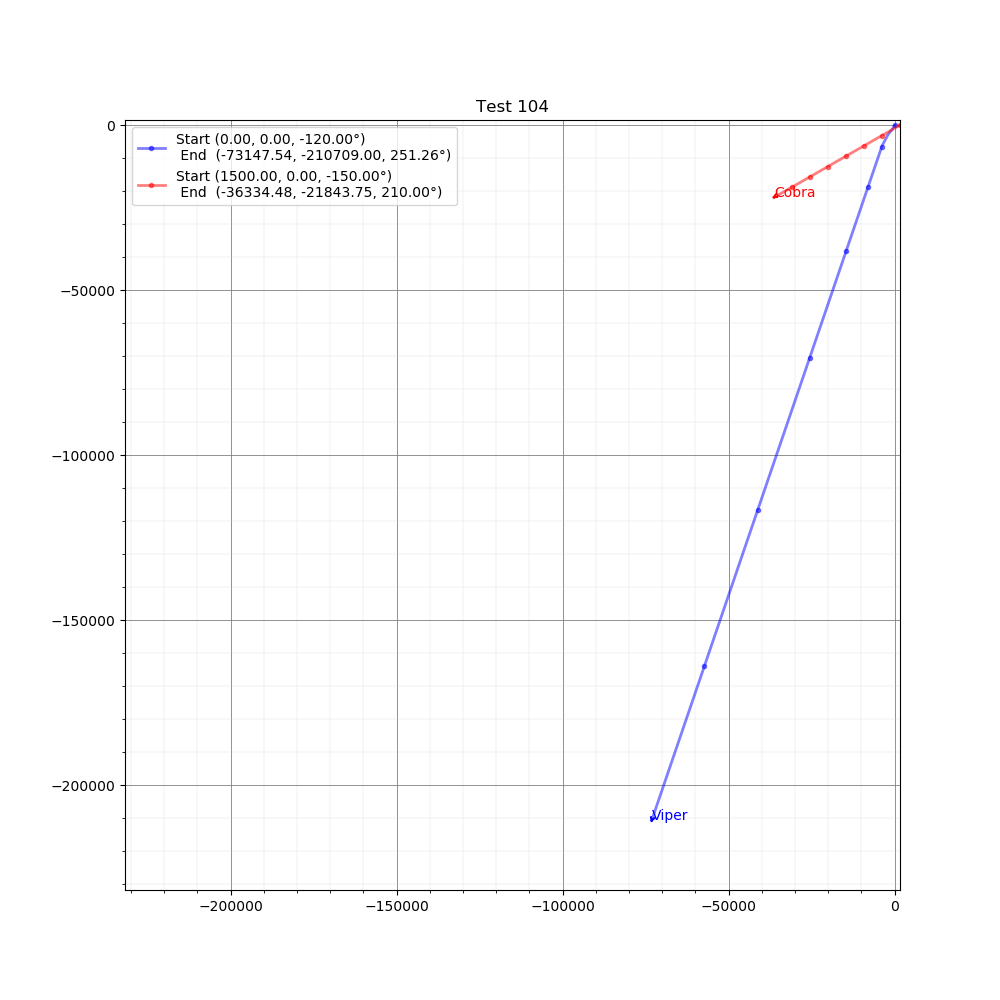 Test 104
Start (0.00, 0.00, -120.00°)
End (-73147.54, -210709.00, 251.26°)
Start (1500.00, 0.00, -150.00°)
End (-36334.48, -21843.75, 210.00°)
0
−50000
−100000
−150000
−200000
Cobra
Viper
−200000
−150000
−100000
−50000
0